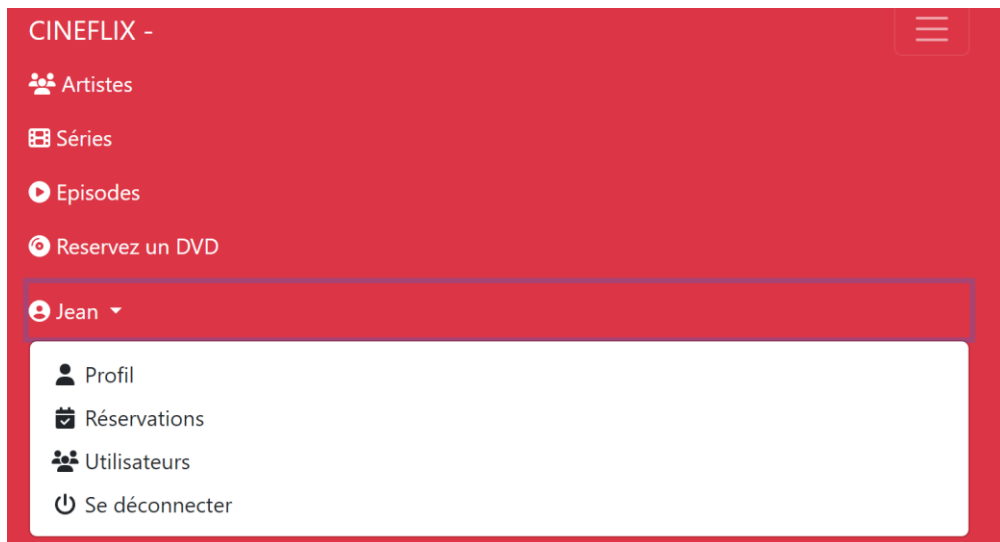 CINEFLIX -
Artistes
Séries
Episodes
Reservez un DVD
Jean
Profil
Réservations
Utilisateurs
Se déconnecter